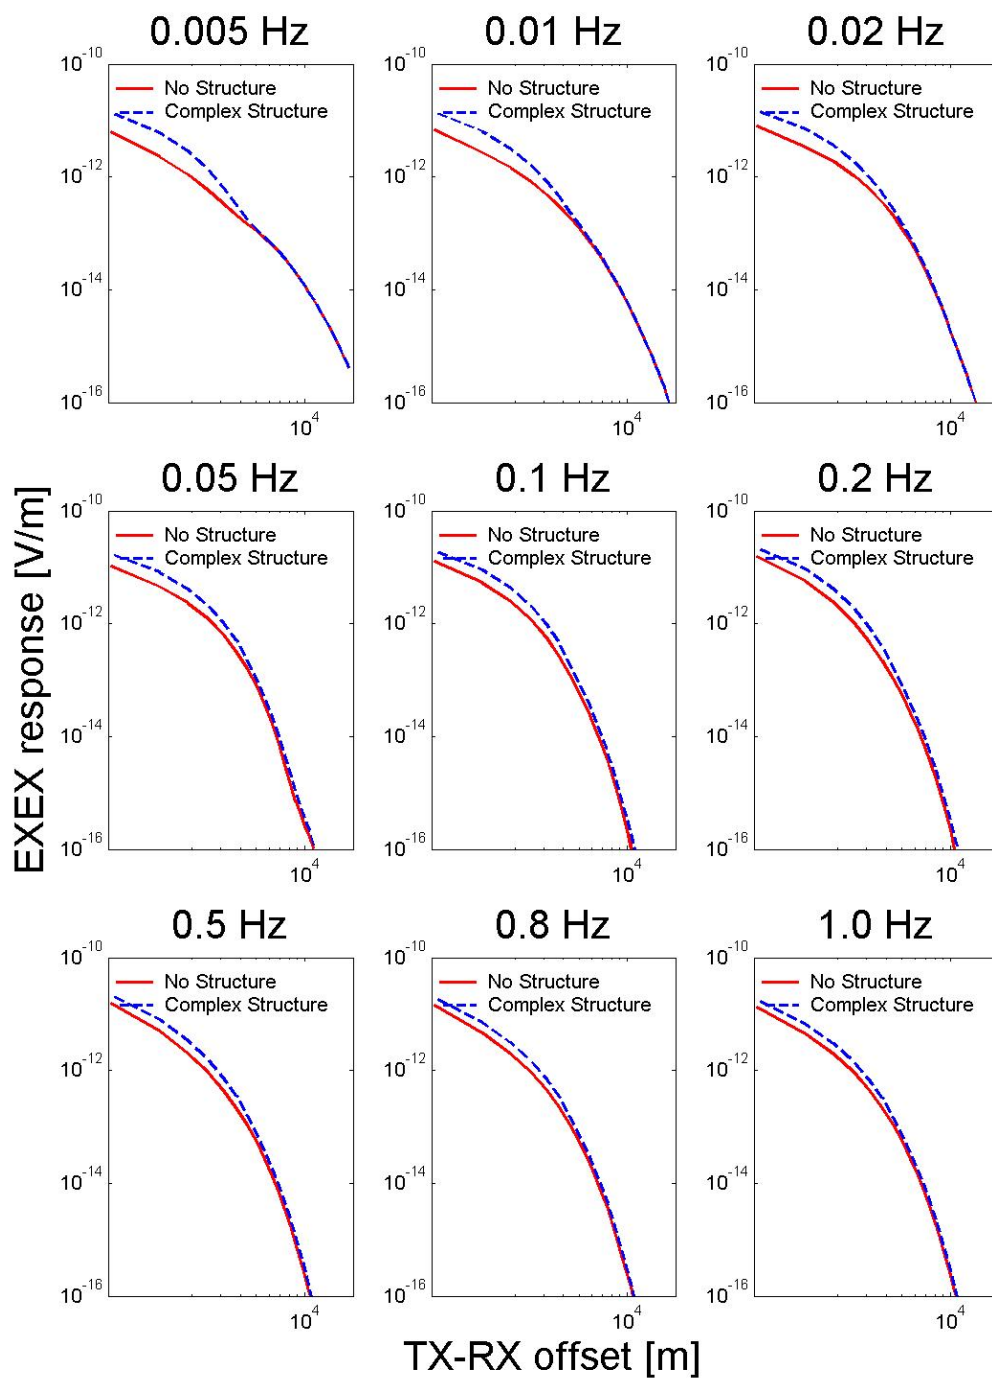 0.005 Hz
0.01 Hz
0.02 Hz
10^-10
No Structure
Complex Structure
10^-12
10^-14
10^-16
10^4
10^-10
No Structure
Complex Structure
10^-12
10^-14
10^-16
10^4
10^-10
No Structure
Complex Structure
10^-12
10^-14
10^-16
10^4
EXEX response [V/m]
0.05 Hz
0.1 Hz
0.2 Hz
10^-10
No Structure
Complex Structure
10^-12
10^-14
10^-16
10^4
10^-10
No Structure
Complex Structure
10^-12
10^-14
10^-16
10^4
10^-10
No Structure
Complex Structure
10^-12
10^-14
10^-16
10^4
0.5 Hz
0.8 Hz
1.0 Hz
10^-10
No Structure
Complex Structure
10^-12
10^-14
10^-16
10^4
10^-10
No Structure
Complex Structure
10^-12
10^-14
10^-16
10^4
10^-10
No Structure
Complex Structure
10^-12
10^-14
10^-16
10^4
TX-RX offset [m]